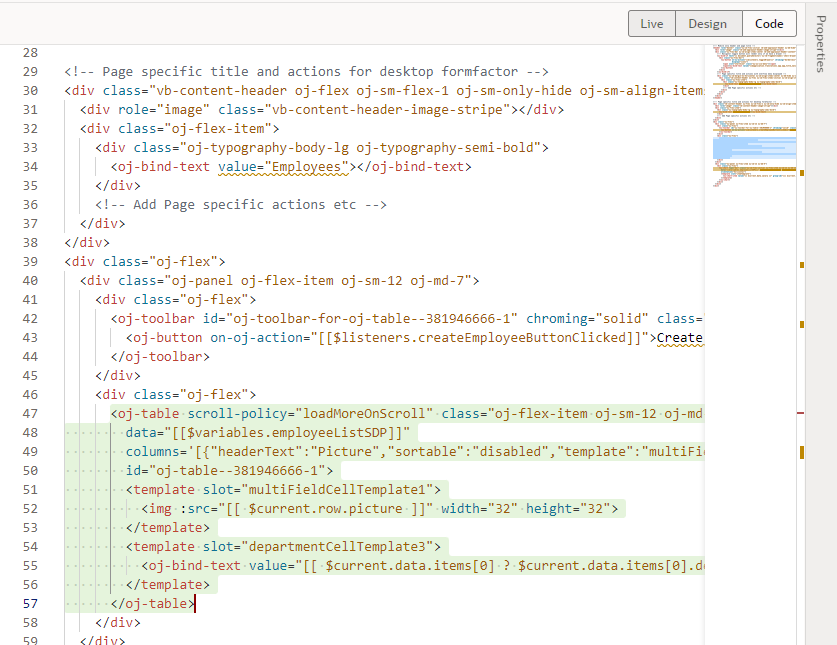 Live Design Code
Properties
28
29 <!-- Page specific title and actions for desktop formfactor -->
30 <div class="vb-content-header oj-flex oj-sm-flex-1 oj-sm-only-hide oj-sm-align-items
31 <div role="image" class="vb-content-header-image-stripe"></div>
32 <div class="oj-flex-item">
33 <div class="oj-typography-body-lg oj-typography-semi-bold">
34 <oj-bind-text value="Employees"></oj-bind-text>
35 </div>
36 <!-- Add Page specific actions etc -->
37 </div>
38 </div>
39 <div class="oj-flex">
40 <div class="oj-panel oj-flex-item oj-sm-12 oj-md-7">
41 <div class="oj-flex">
42 <oj-toolbar id="oj-toolbar-for-oj-table--381946666-1" chroming="solid" class=
43 <oj-button on-oj-action="[[$listeners.createEmployeeButtonClicked]]">Create
44 </oj-toolbar>
45 </div>
46 <div class="oj-flex">
47 <oj-table scroll-policy="loadMoreOnScroll" class="oj-flex-item oj-sm-12 oj-md
48 data="[[$variables.employeeListSDP]]"
49 columns='[{"headerText":"Picture","sortable":"disabled","template":"multiFie
50 id="oj-table--381946666-1">
51 <template slot="multiFieldCellTemplate1">
52 <img :src="[[ $current.row.picture ]]" width="32" height="32">
53 </template>
54 <template slot="departmentCellTemplate3">
55 <oj-bind-text value="[[ $current.data.items[0] ? $current.data.items[0].de
56 </template>
57 </oj-table>
58 </div>
59 </div>